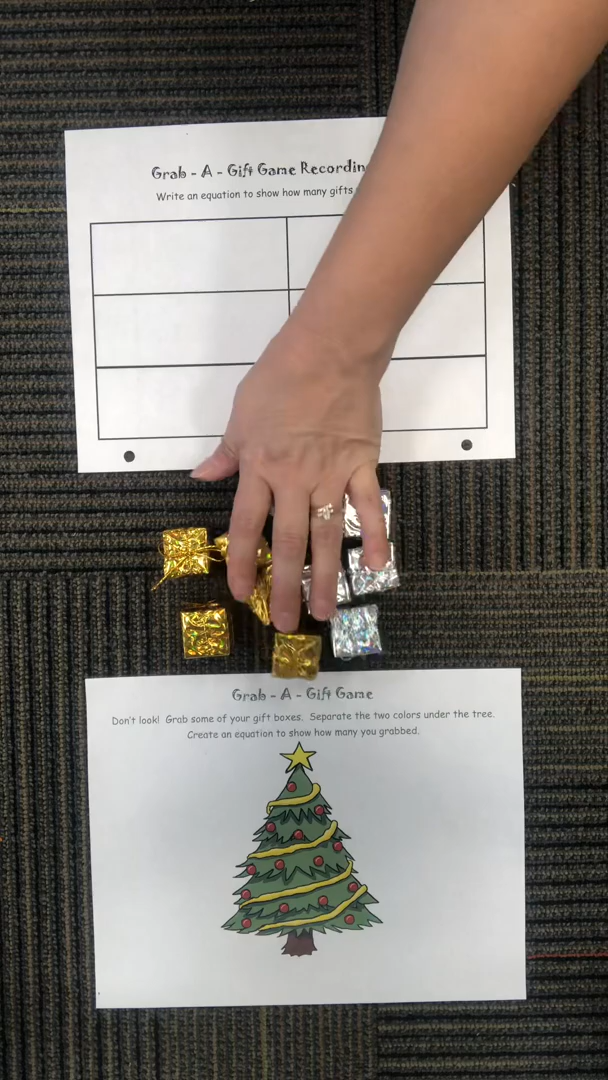 Grab - A - Gift Game Recording
Write an equation to show how many gifts
Grab - A - Gift Game
Don't look! Grab some of your gift boxes. Separate the two colors under the tree.
Create an equation to show how many you grabbed.